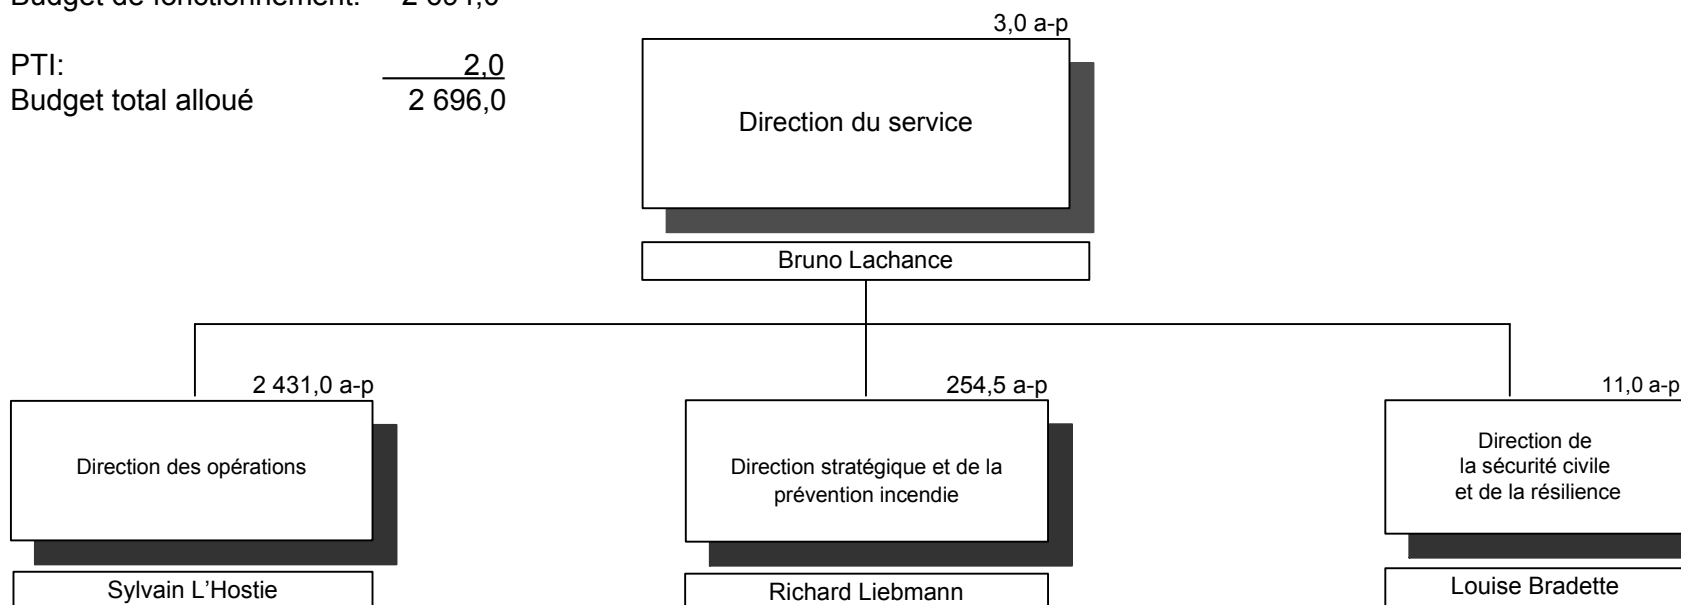 PTI: 2,0
Budget total alloué 2 696,0
3,0 a-p
Direction du service
Bruno Lachance
2 431,0 a-p
Direction des opérations
Sylvain L'Hostie
254,5 a-p
Direction stratégique et de la
prévention incendie
Richard Liebmann
11,0 a-p
Direction de
la sécurité civile
et de la résilience
Louise Bradette